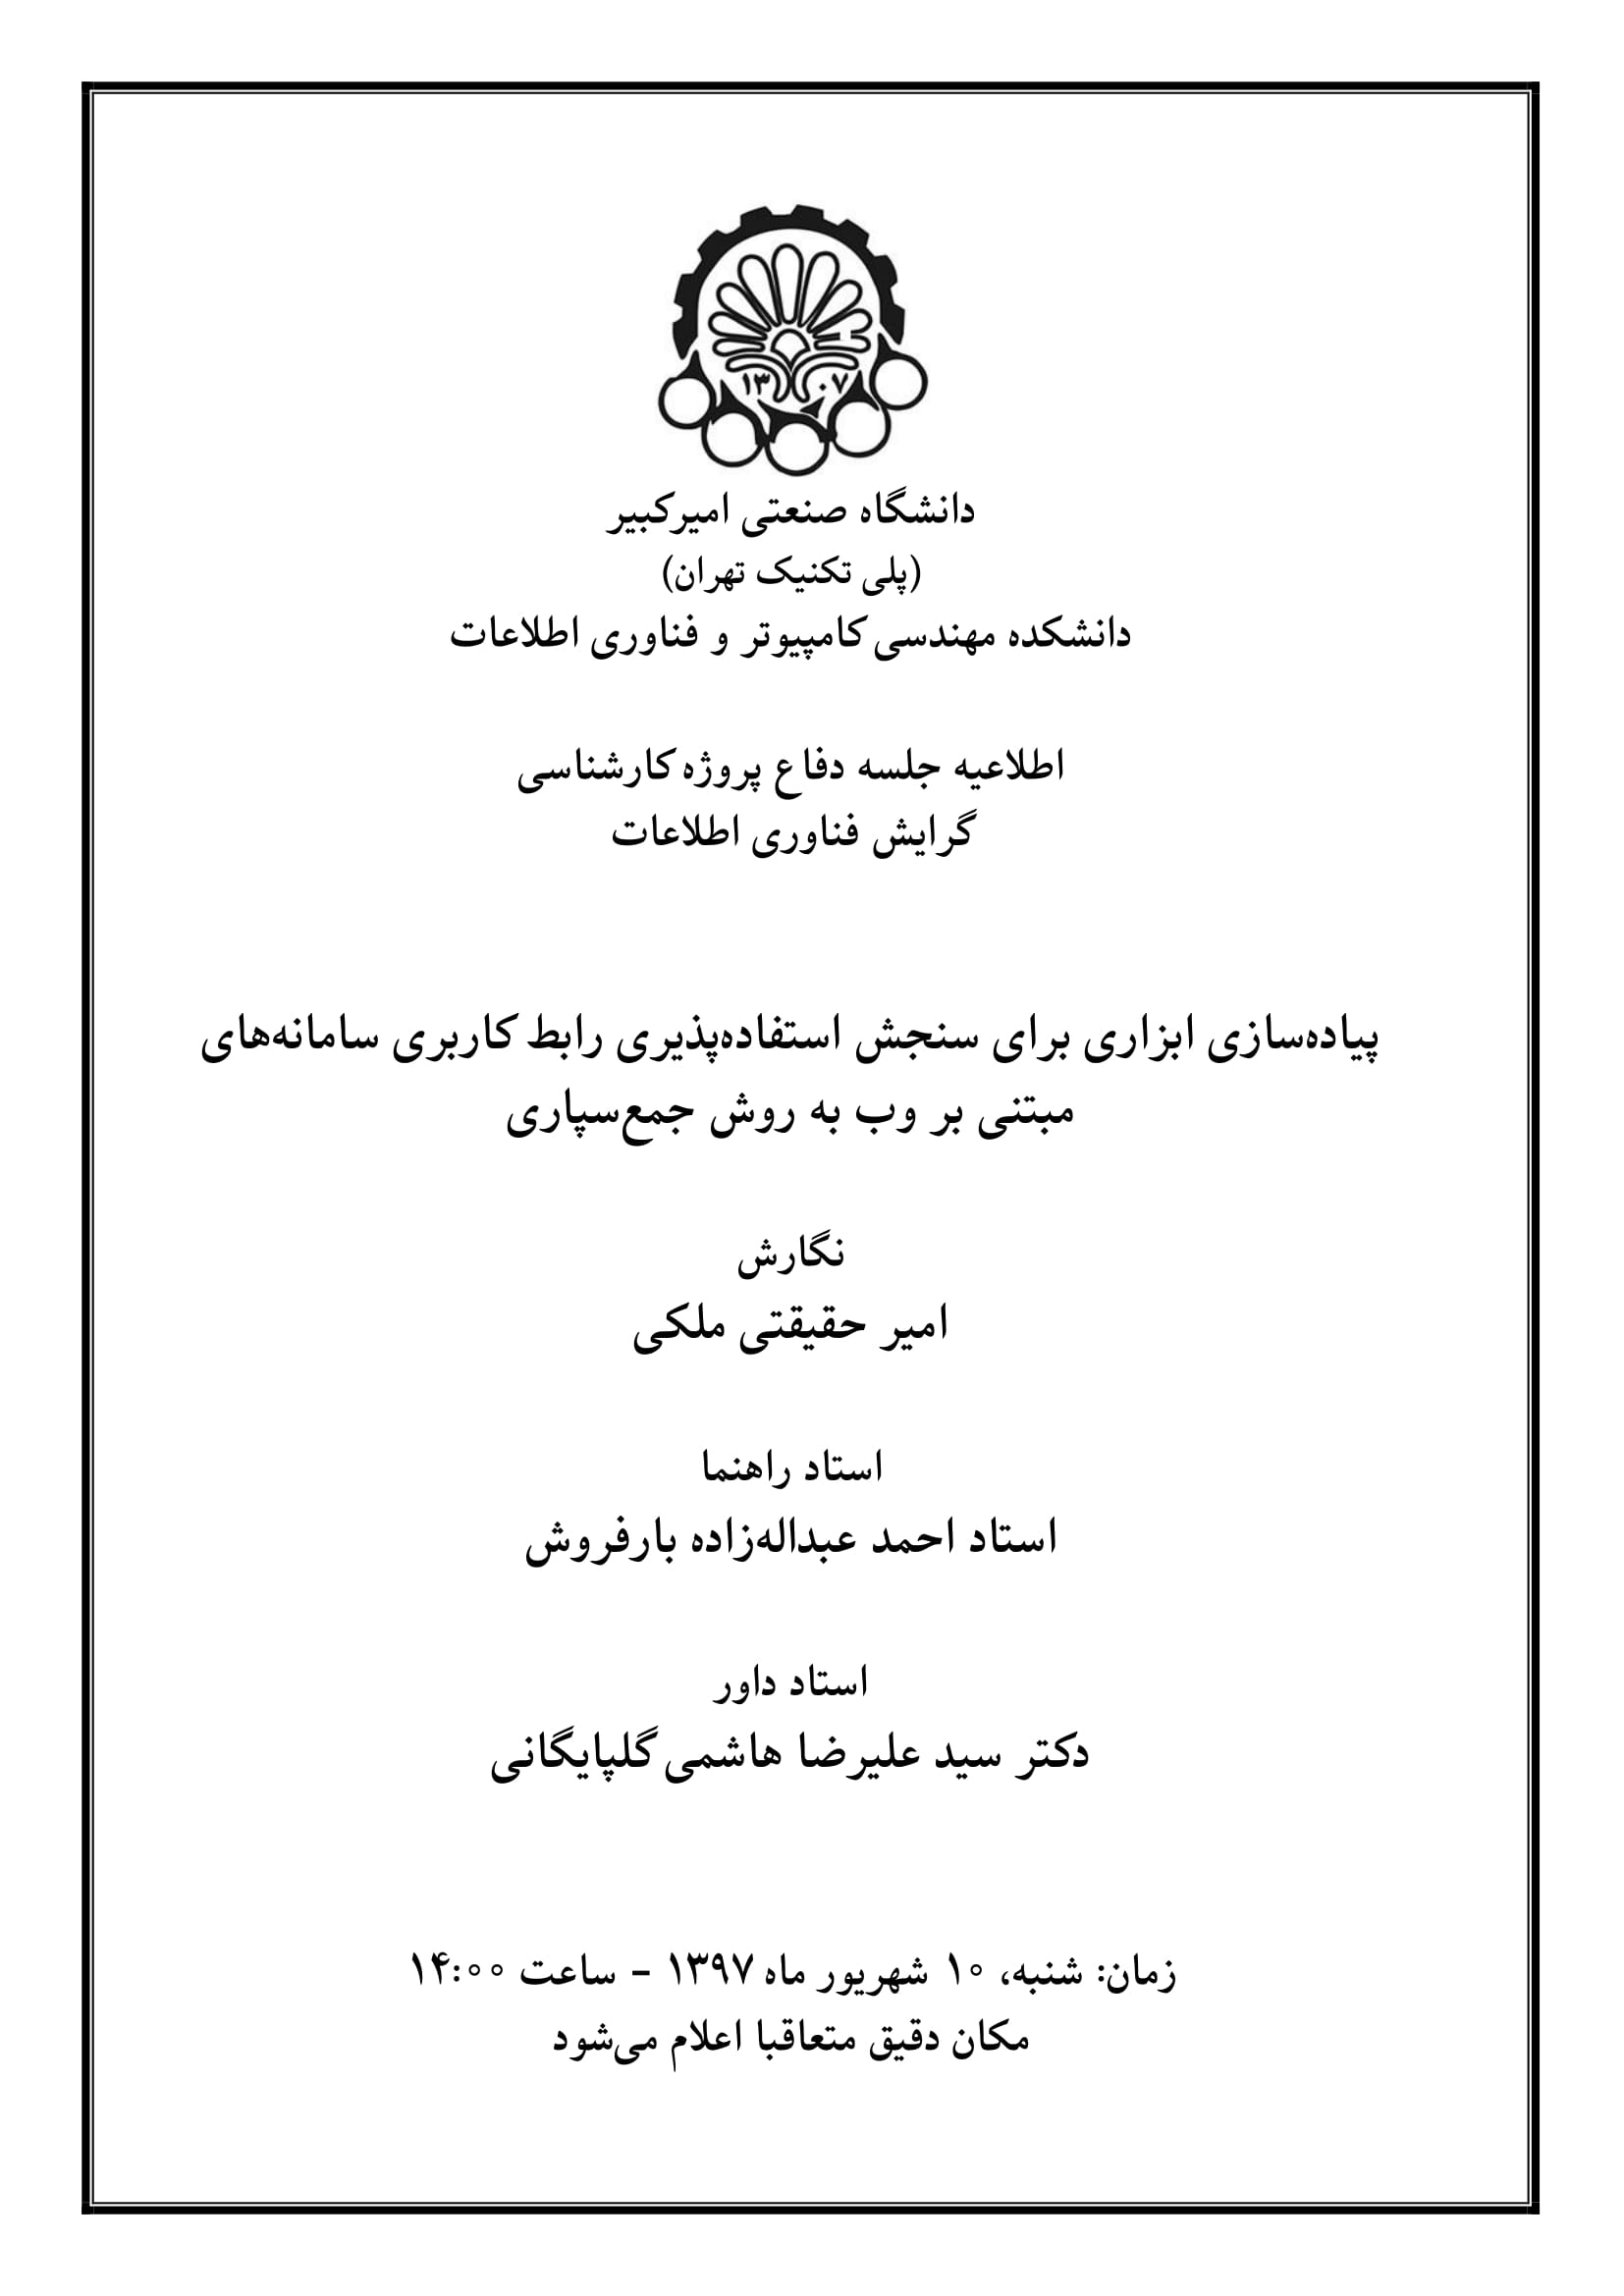 ۱۳۰۷
دانشگاه صنعتی امیرکبیر
(پلی تکنیک تهران)
دانشکده مهندسی کامپیوتر و فناوری اطلاعات
اطلاعیه جلسه دفاع پروژه کارشناسی
گرایش فناوری اطلاعات
پیاده‌سازی ابزاری برای سنجش استفاده‌پذیری رابط کاربری سامانه‌های
مبتنی بر وب به روش جمع‌سپاری
نگارش
امیر حقیقتی ملکی
استاد راهنما
استاد احمد عبداله‌زاده بارفروش
استاد داور
دکتر سید علیرضا هاشمی گلپایگانی
زمان: شنبه، ۱۰ شهریور ماه ۱۳۹۷ - ساعت ۱۴:۰۰
مکان دقیق متعاقبا اعلام می‌شود